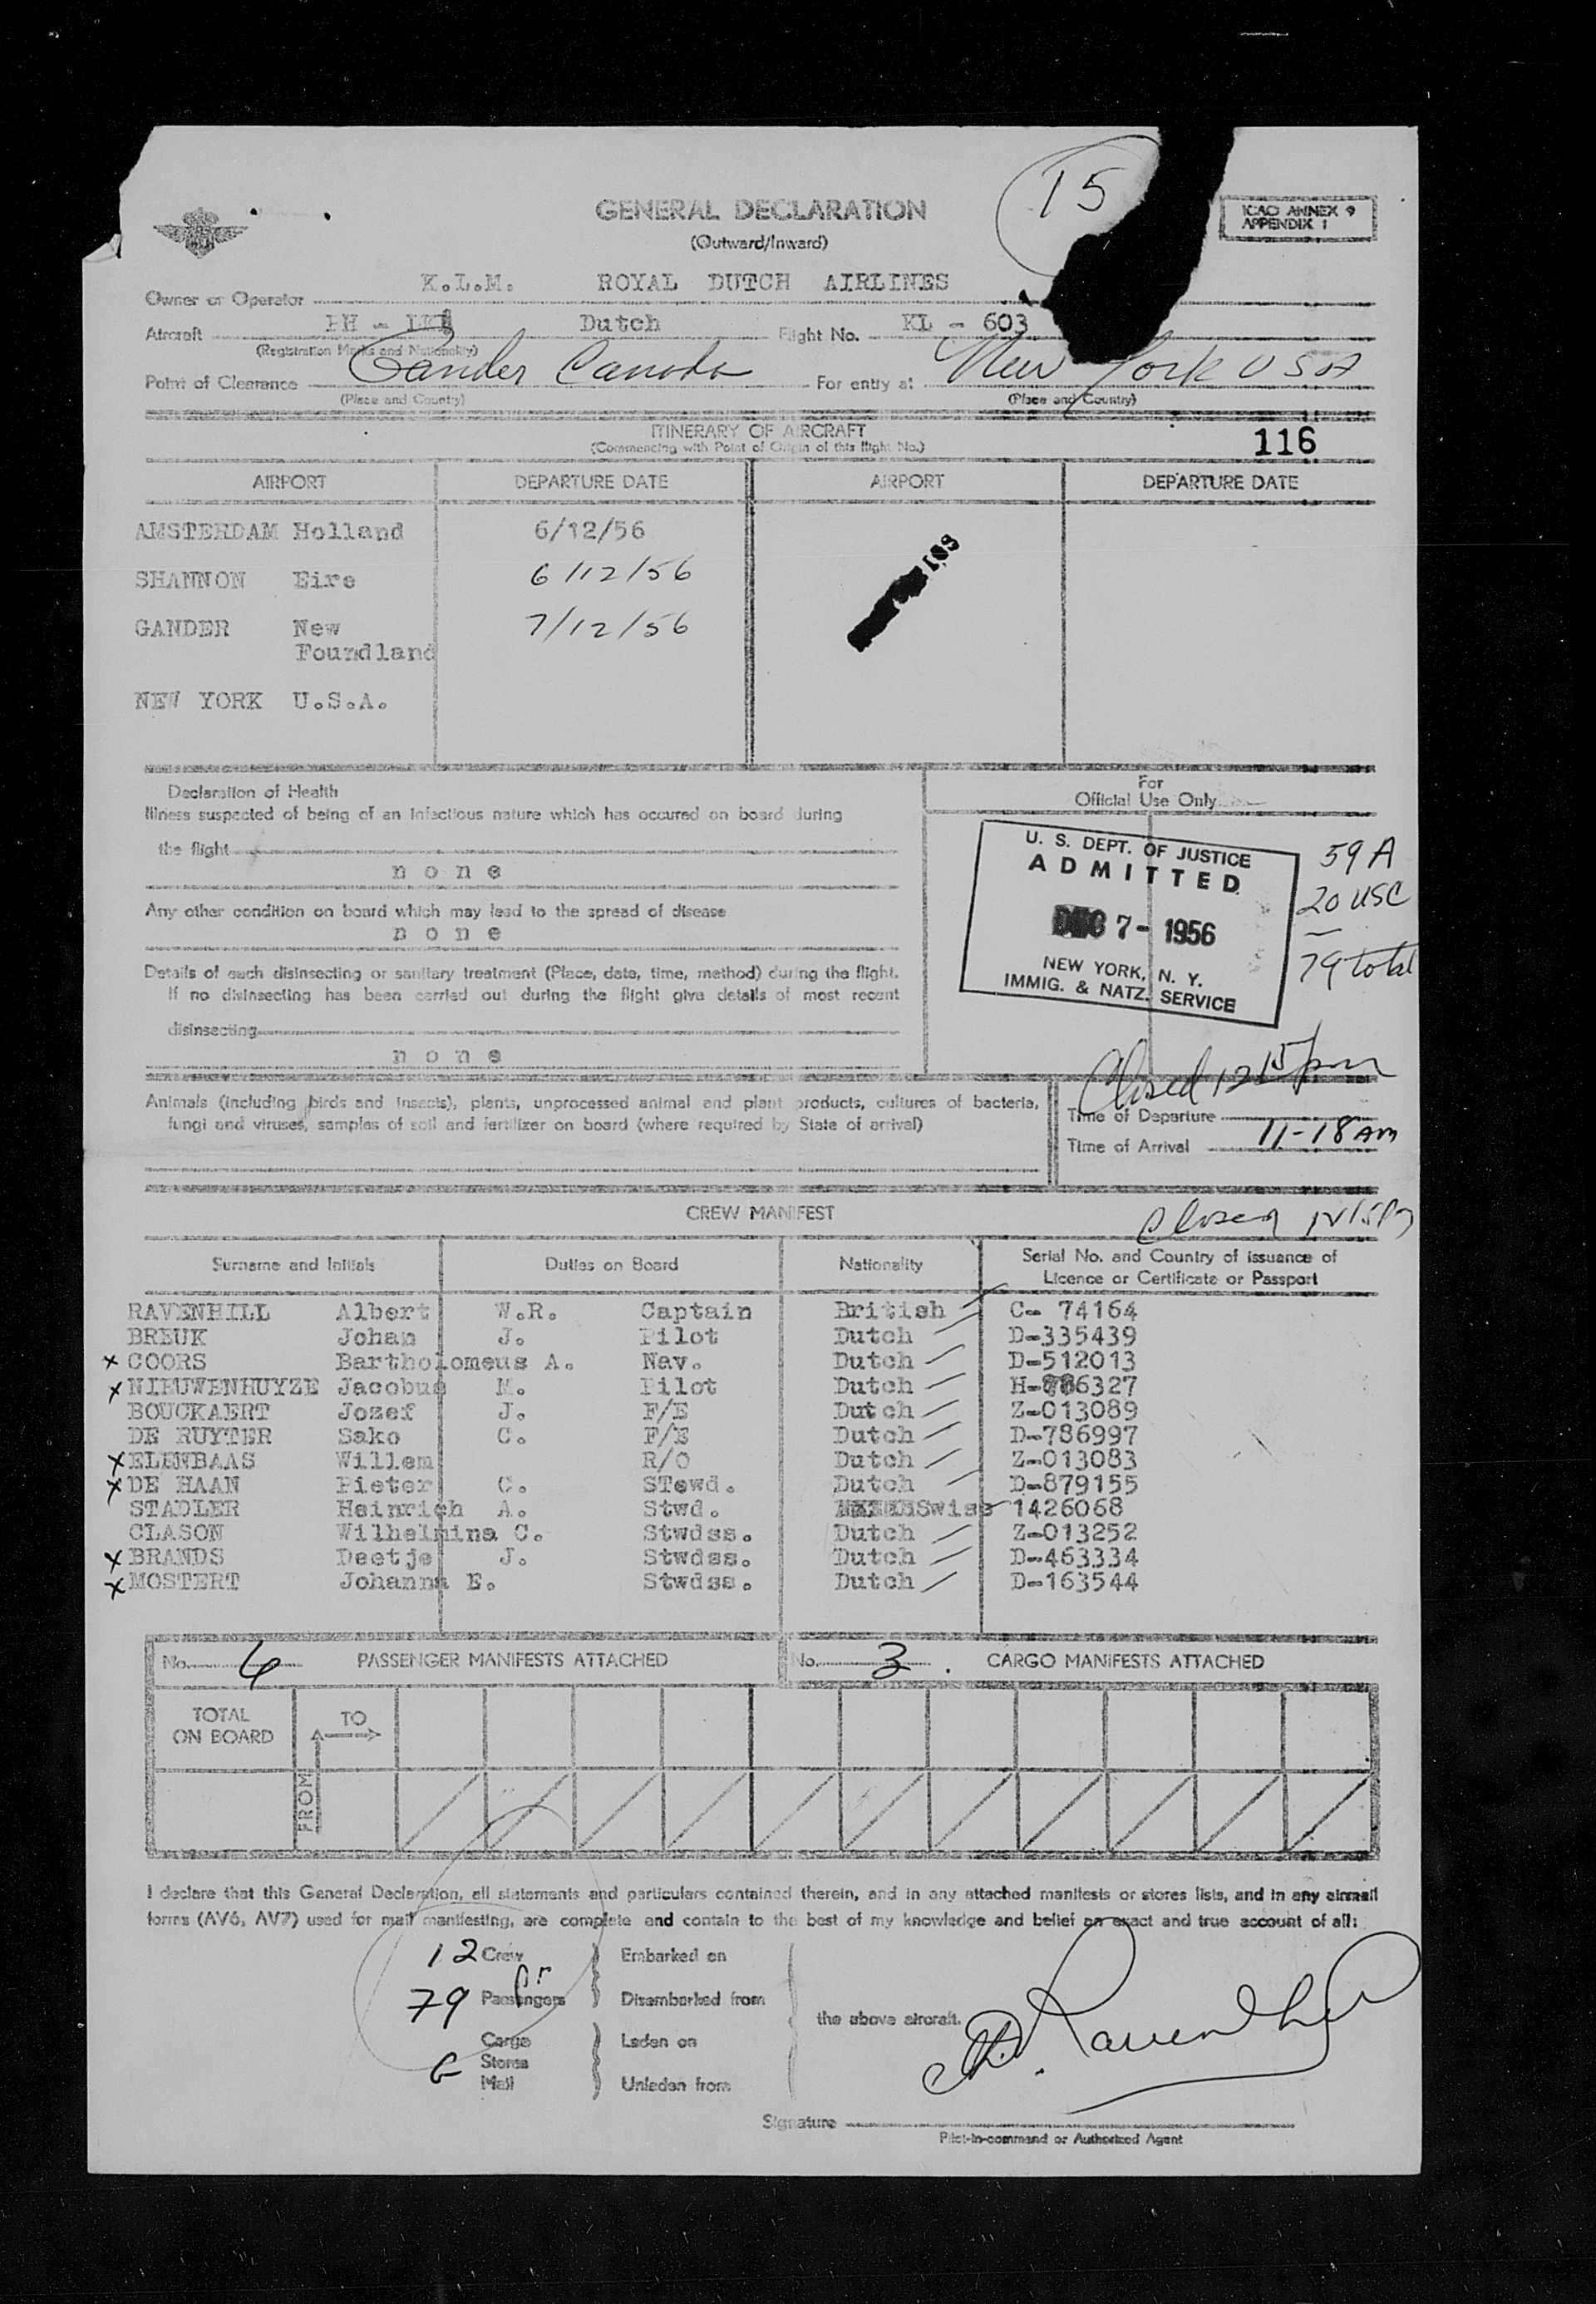 15
GENERAL DECLARATION
(Outward/Inward)
ICAO ANNEX 9
APPENDIX 1
Owner or Operator K.L.M. ROYAL DUTCH AIRLINES
Aircraft PH - Dutch Flight No. KL - 603
(Registration Marks and Nationality)
Point of Clearance Gander Canada For entry at New York USA
(Place and Country) (Place and Country)
ITINERARY OF AIRCRAFT
(Commencing with Point of Origin of this flight No.)
116
AIRPORT DEPARTURE DATE AIRPORT DEPARTURE DATE
AMSTERDAM Holland 6/12/56
SHANNON Eire 6/12/56
GANDER New 7/12/56
Foundland
NEW YORK U.S.A.
Declaration of Health
Illness suspected of being of an infectious nature which has occured on board during
the flight
none
Any other condition on board which may lead to the spread of disease
none
Details of each disinsecting or sanitary treatment (Place, date, time, method) during the flight.
If no disinsecting has been carried out during the flight give details of most recent
disinsecting
none
For
Official Use Only
U. S. DEPT. OF JUSTICE
ADMITTED
DEC 7 - 1956
NEW YORK, N. Y.
IMMIG. & NATZ. SERVICE
59 A
20 USC
79 total
Closed 12 15 pm
Animals (including birds and insects), plants, unprocessed animal and plant products, cultures of bacteria,
fungi and viruses, samples of soil and fertilizer on board (where required by State of arrival)
Time of Departure
Time of Arrival 11-18 AM
CREW MANIFEST
Closed 1215 Pm
Surname and Initials Duties on Board Nationality Serial No. and Country of issuance of
Licence or Certificate or Passport
RAVENHILL Albert W.R. Captain British C- 74164
BREUK Johan J. Pilot Dutch D-335439
x COORS Bartholomeus A. Nav. Dutch D-512013
x NIEUWENHUYZE Jacobus M. Pilot Dutch H-786327
BOUCKAERT Jozef J. F/E Dutch Z-013089
DE RUYTER Sako C. F/E Dutch D-786997
x ELENBAAS Willem R/O Dutch Z-013083
x DE HAAN Pieter C. STewd. Dutch D-879155
STADLER Heinrich A. Stwd. Swiss 1426068
CLASON Wilhelmina C. Stwdss. Dutch Z-013252
x BRANDS Deetje J. Stwdss. Dutch D-463334
x MOSTERT Johanna E. Stwdss. Dutch D-163544
No. 6 PASSENGER MANIFESTS ATTACHED No. 3 . CARGO MANIFESTS ATTACHED
TOTAL
ON BOARD
TO
FROM
I declare that this General Declaration, all statements and particulars contained therein, and in any attached manifests or stores lists, and in any airmail
forms (AV6, AV7) used for mail manifesting, are complete and contain to the best of my knowledge and belief an exact and true account of all:
12 Crew Embarked on
79 Passengers Disembarked from
the above aircraft.
Cargo Laden on
Stores
Mail Unladen from
Signature
Pilot-in-command or Authorized Agent